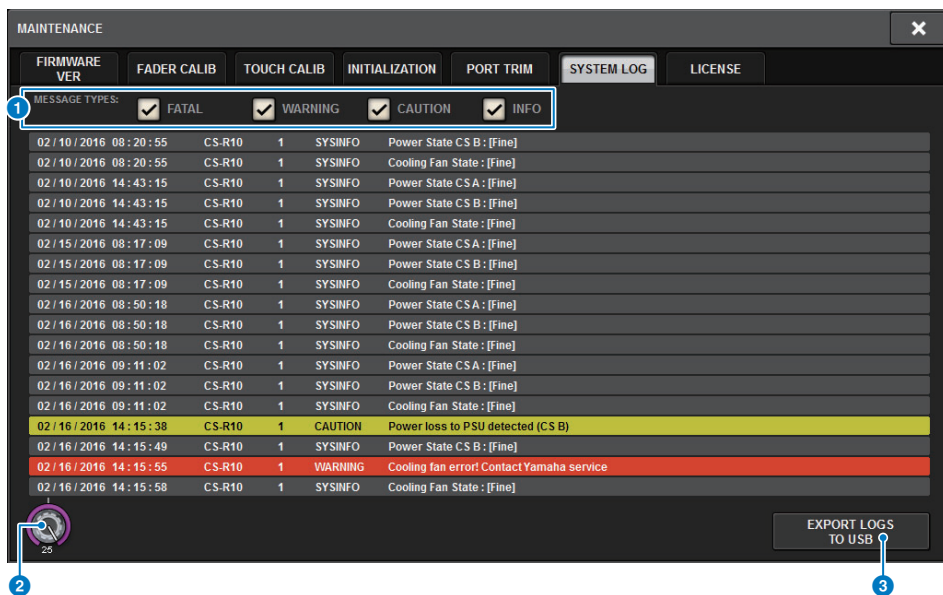 MAINTENANCE
FIRMWARE VER
FADER CALIB
TOUCH CALIB
INITIALIZATION
PORT TRIM
SYSTEM LOG
LICENSE
1 MESSAGE TYPES: FATAL WARNING CAUTION INFO
02 / 10 / 2016 08 : 20 : 55 CS-R10 1 SYSINFO Power State CS B : [Fine]
02 / 10 / 2016 08 : 20 : 55 CS-R10 1 SYSINFO Cooling Fan State : [Fine]
02 / 10 / 2016 14 : 43 : 15 CS-R10 1 SYSINFO Power State CS A : [Fine]
02 / 10 / 2016 14 : 43 : 15 CS-R10 1 SYSINFO Power State CS B : [Fine]
02 / 10 / 2016 14 : 43 : 15 CS-R10 1 SYSINFO Cooling Fan State : [Fine]
02 / 15 / 2016 08 : 17 : 09 CS-R10 1 SYSINFO Power State CS A : [Fine]
02 / 15 / 2016 08 : 17 : 09 CS-R10 1 SYSINFO Power State CS B : [Fine]
02 / 15 / 2016 08 : 17 : 09 CS-R10 1 SYSINFO Cooling Fan State : [Fine]
02 / 16 / 2016 08 : 50 : 18 CS-R10 1 SYSINFO Power State CS A : [Fine]
02 / 16 / 2016 08 : 50 : 18 CS-R10 1 SYSINFO Power State CS B : [Fine]
02 / 16 / 2016 08 : 50 : 18 CS-R10 1 SYSINFO Cooling Fan State : [Fine]
02 / 16 / 2016 09 : 11 : 02 CS-R10 1 SYSINFO Power State CS A : [Fine]
02 / 16 / 2016 09 : 11 : 02 CS-R10 1 SYSINFO Power State CS B : [Fine]
02 / 16 / 2016 09 : 11 : 02 CS-R10 1 SYSINFO Cooling Fan State : [Fine]
02 / 16 / 2016 14 : 15 : 38 CS-R10 1 CAUTION Power loss to PSU detected (CS B)
02 / 16 / 2016 14 : 15 : 49 CS-R10 1 SYSINFO Power State CS B : [Fine]
02 / 16 / 2016 14 : 15 : 55 CS-R10 1 WARNING Cooling fan error! Contact Yamaha service
02 / 16 / 2016 14 : 15 : 58 CS-R10 1 SYSINFO Cooling Fan State : [Fine]
25
EXPORT LOGS
TO USB
2
3